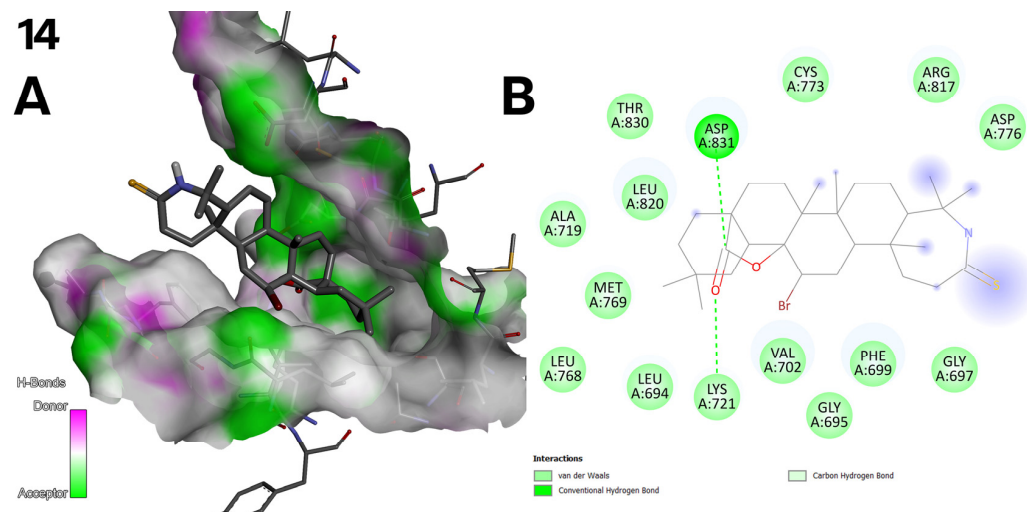 14
A
H-Bonds
Donor
Acceptor
B
CYS
A:773
ARG
A:817
THR
A:830
ASP
A:831
ASP
A:776
LEU
A:820
ALA
A:719
N
O
O
S
Br
MET
A:769
LEU
A:768
LEU
A:694
LYS
A:721
VAL
A:702
PHE
A:699
GLY
A:697
GLY
A:695
Interactions
van der Waals
Conventional Hydrogen Bond
Carbon Hydrogen Bond